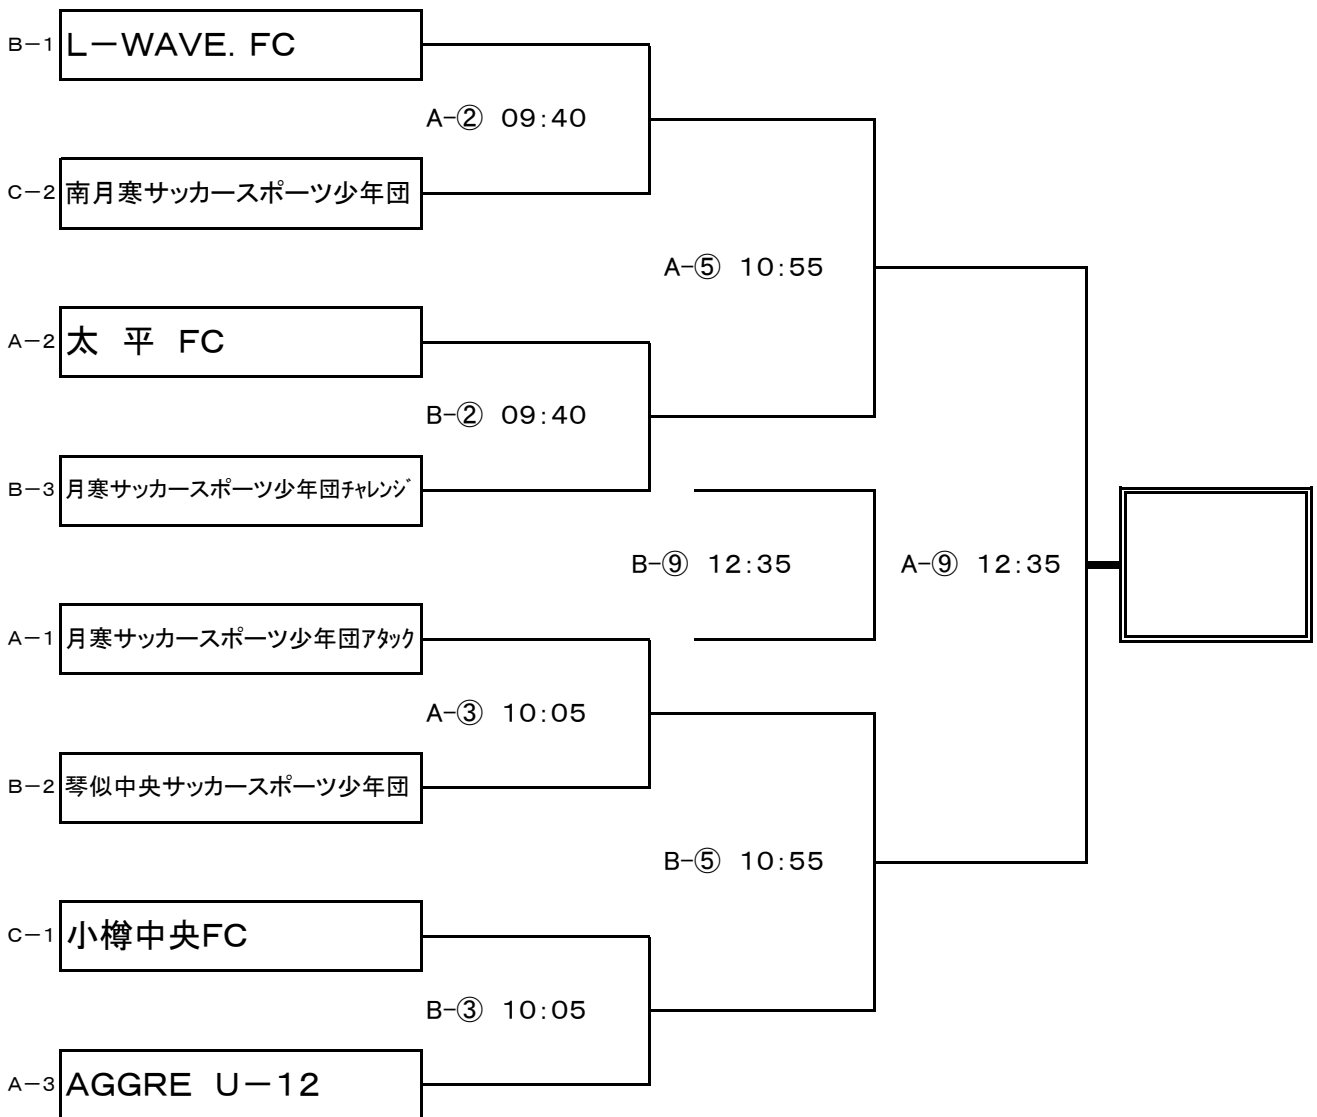 B-1 L-WAVE. FC
A-② 09:40
C-2 南月寒サッカースポーツ少年団
A-⑤ 10:55
A-2 太 平 FC
B-② 09:40
B-3 月寒サッカースポーツ少年団ﾁｬﾚﾝｼﾞ
B-⑨ 12:35 A-⑨ 12:35
A-1 月寒サッカースポーツ少年団ｱﾀｯｸ
A-③ 10:05
B-2 琴似中央サッカースポーツ少年団
B-⑤ 10:55
C-1 小樽中央FC
B-③ 10:05
A-3 AGGRE U-12